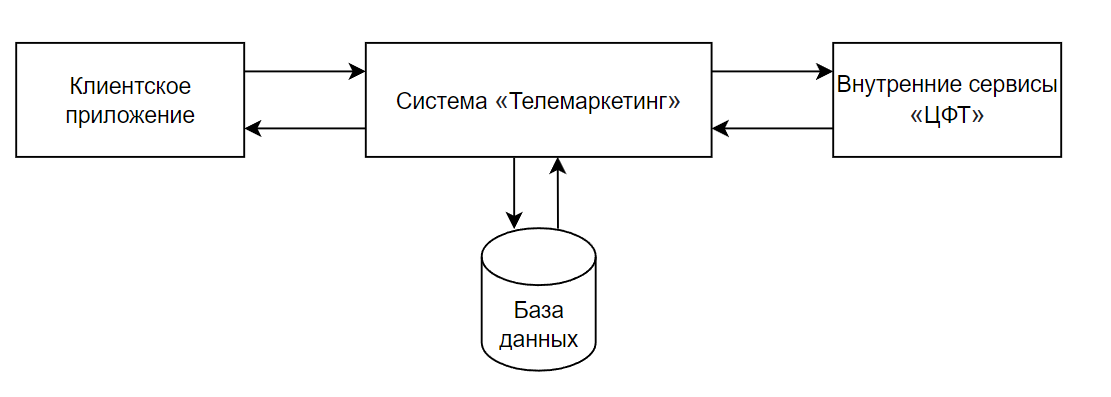 Клиентское
приложение
Система «Телемаркетинг»
Внутренние сервисы
«ЦФТ»
База
данных